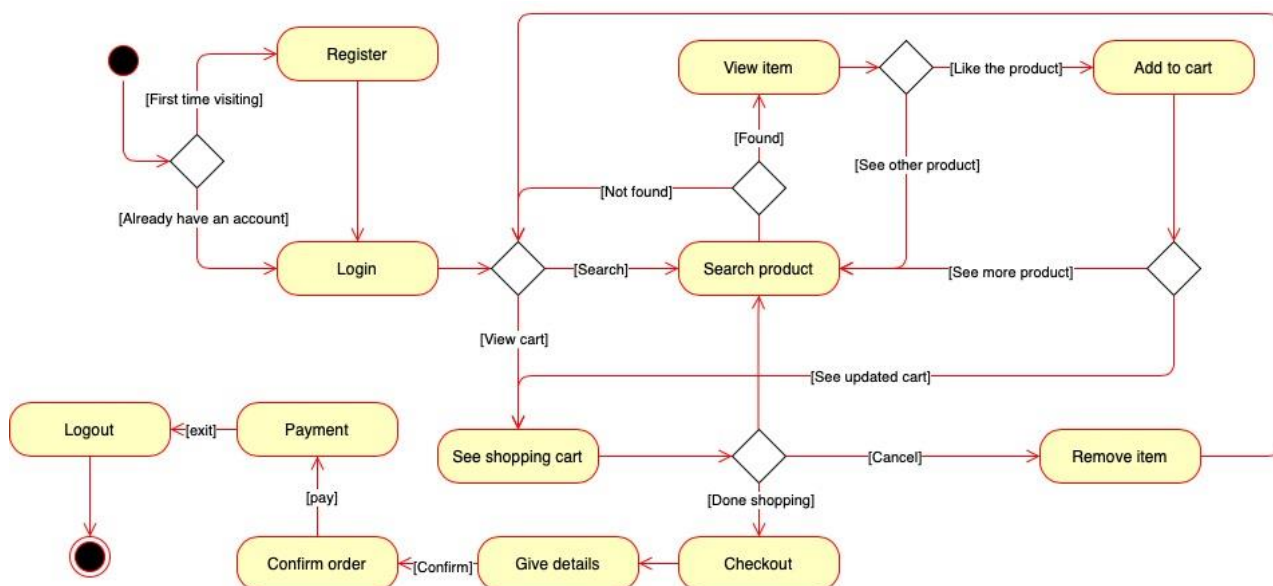 Register
View item
[Like the product]
Add to cart
[First time visiting]
[Found]
[See other product]
[Not found]
[Already have an account]
Login
[Search]
Search product
[See more product]
[View cart]
[See updated cart]
Logout
[exit]
Payment
See shopping cart
[Cancel]
Remove item
[pay]
[Done shopping]
Confirm order
[Confirm]
Give details
Checkout